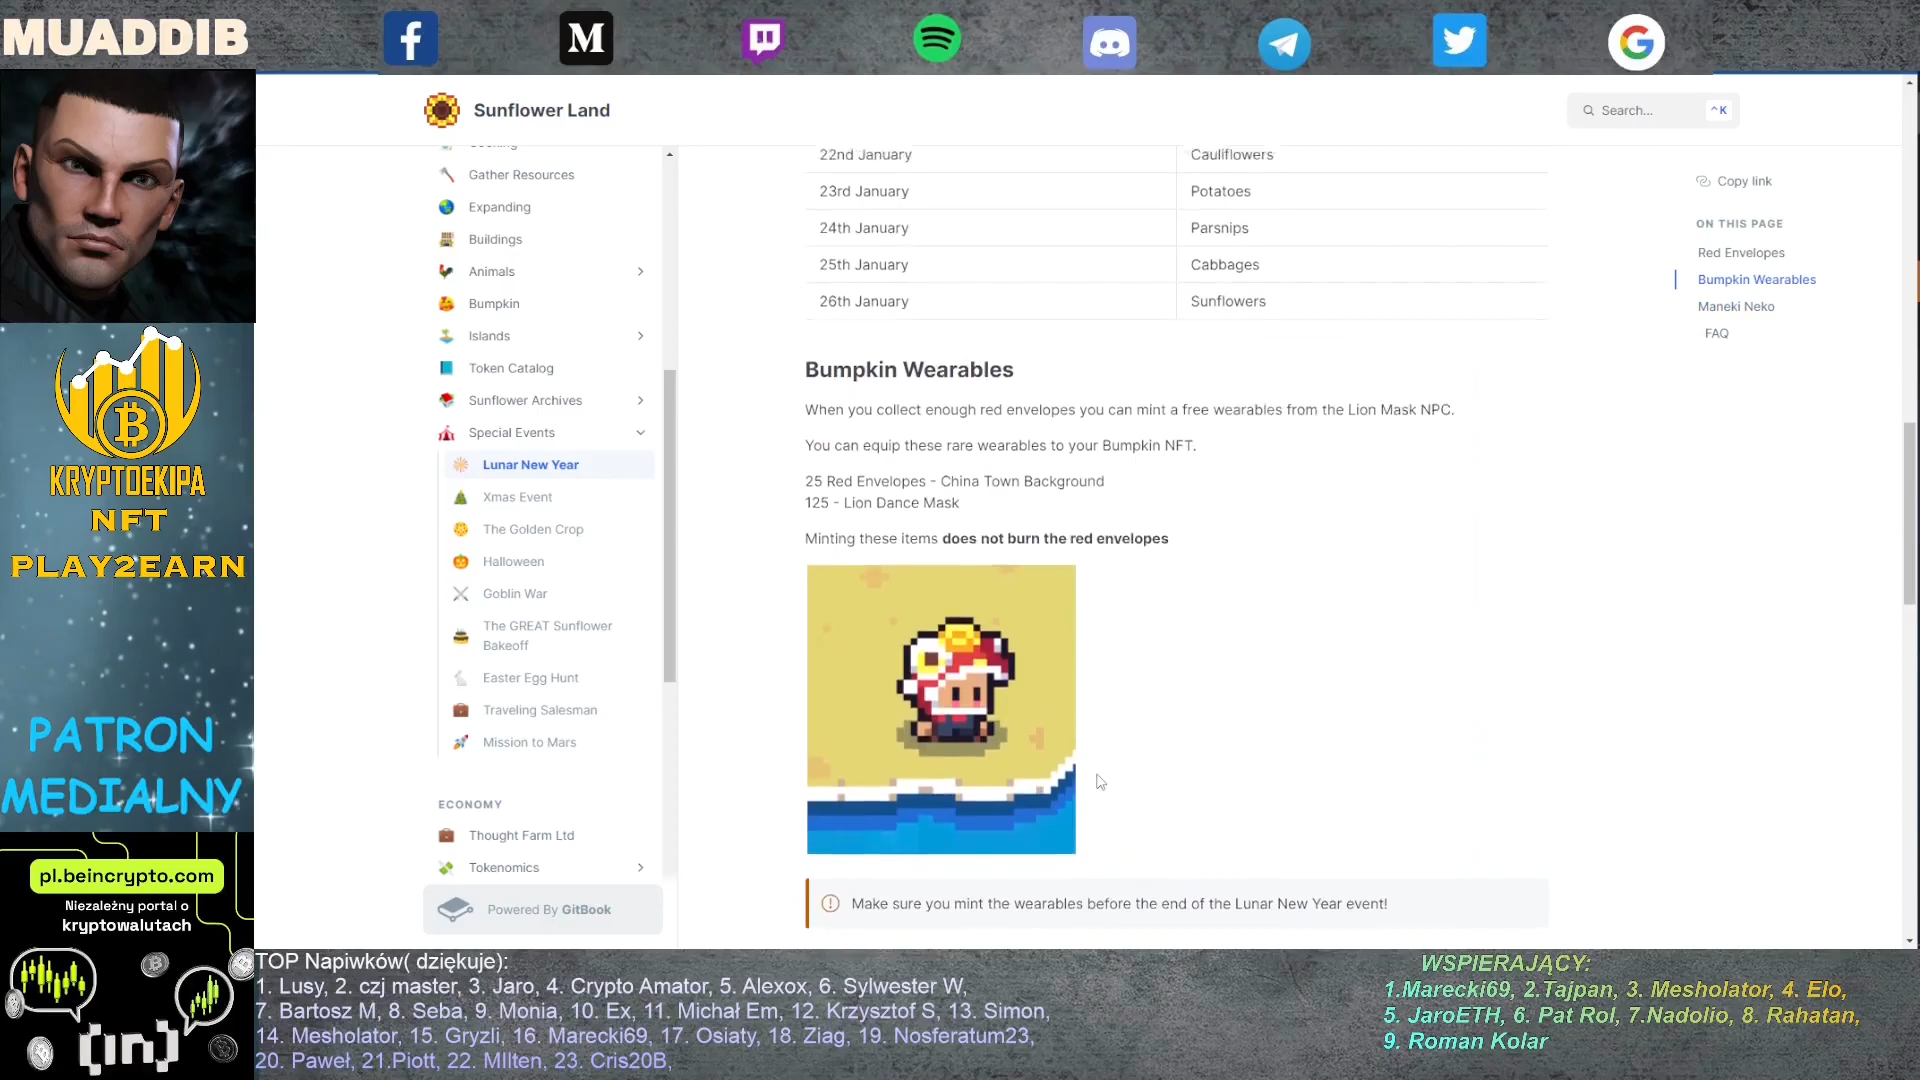 MUADDIB
M
Sunflower Land
Search...
^K
Cooking
Gather Resources
Expanding
Buildings
Animals
Bumpkin
Islands
Token Catalog
Sunflower Archives
Special Events
Lunar New Year
Xmas Event
The Golden Crop
Halloween
Goblin War
The GREAT Sunflower
Bakeoff
Easter Egg Hunt
Traveling Salesman
Mission to Mars
ECONOMY
Thought Farm Ltd
Tokenomics
Powered By GitBook
22nd January Cauliflowers
23rd January Potatoes
24th January Parsnips
25th January Cabbages
26th January Sunflowers
Bumpkin Wearables
When you collect enough red envelopes you can mint a free wearables from the Lion Mask NPC.
You can equip these rare wearables to your Bumpkin NFT.
25 Red Envelopes - China Town Background
125 - Lion Dance Mask
Minting these items does not burn the red envelopes
Make sure you mint the wearables before the end of the Lunar New Year event!
Copy link
ON THIS PAGE
Red Envelopes
Bumpkin Wearables
Maneki Neko
FAQ
KRYPTOEKIPA
NFT
PLAY2EARN
PATRON
MEDIALNY
pl.beincrypto.com
Niezależny portal o
kryptowalutach
[in]
TOP Napiwków( dziękuje):
1. Lusy, 2. czj master, 3. Jaro, 4. Crypto Amator, 5. Alexox, 6. Sylwester W,
7. Bartosz M, 8. Seba, 9. Monia, 10. Ex, 11. Michał Em, 12. Krzysztof S, 13. Simon,
14. Mesholator, 15. Gryzli, 16. Marecki69, 17. Osiaty, 18. Ziag, 19. Nosferatum23,
20. Paweł, 21.Piott, 22. MIlten, 23. Cris20B,
WSPIERAJĄCY:
1.Marecki69, 2.Tajpan, 3. Mesholator, 4. Elo,
5. JaroETH, 6. Pat Rol, 7.Nadolio, 8. Rahatan,
9. Roman Kolar